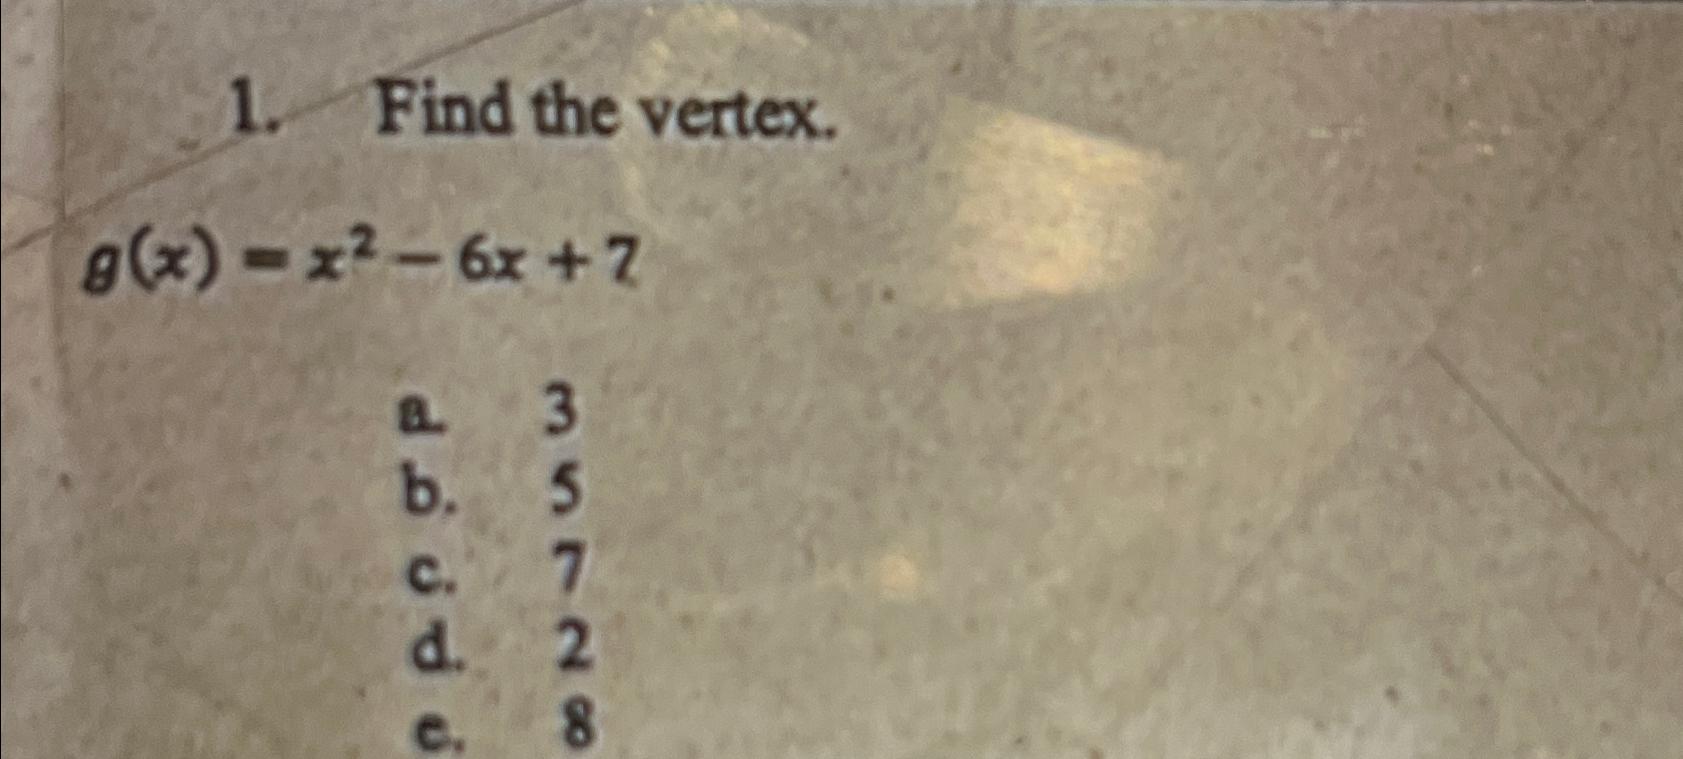 1. Find the vertex.
g(x) = x² − 6x + 7
a. 3
b. 5
c. 7
d. 2
e. 8